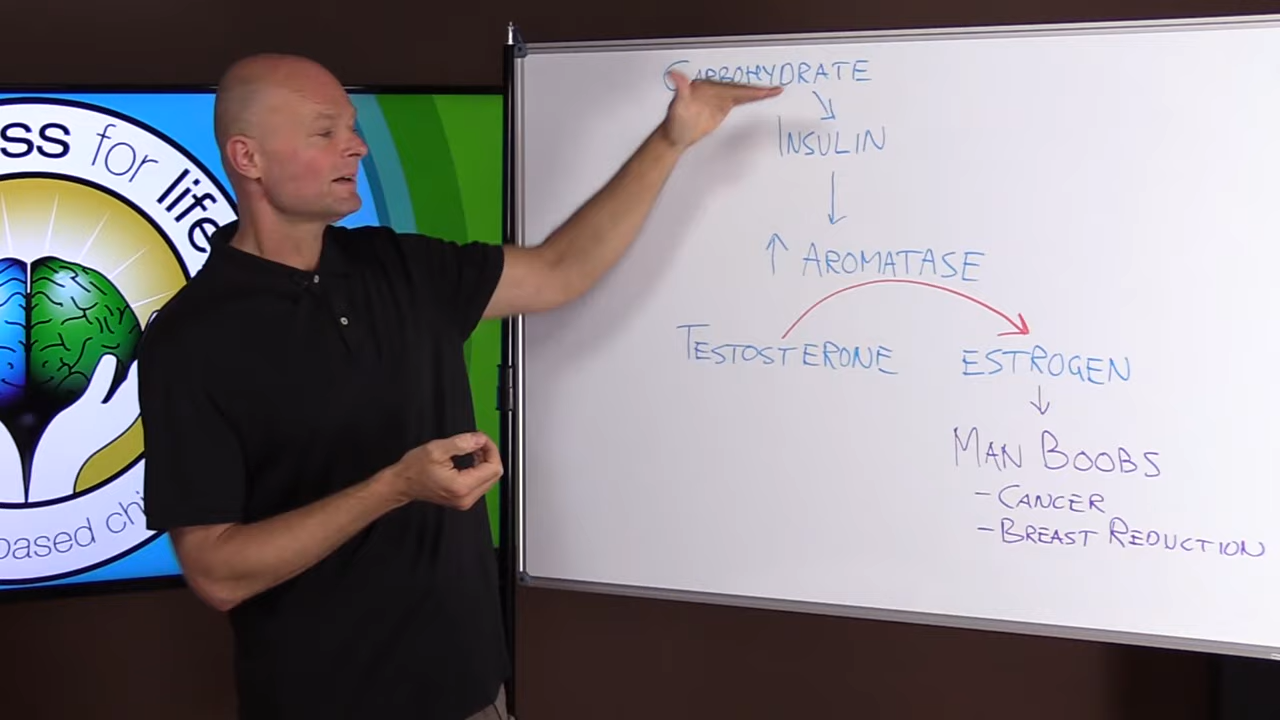 ss for life
CARBOHYDRATE
INSULIN
↑ AROMATASE
TESTOSTERONE ESTROGEN
MAN BOOBS
- CANCER
- BREAST REDUCTION
based chi